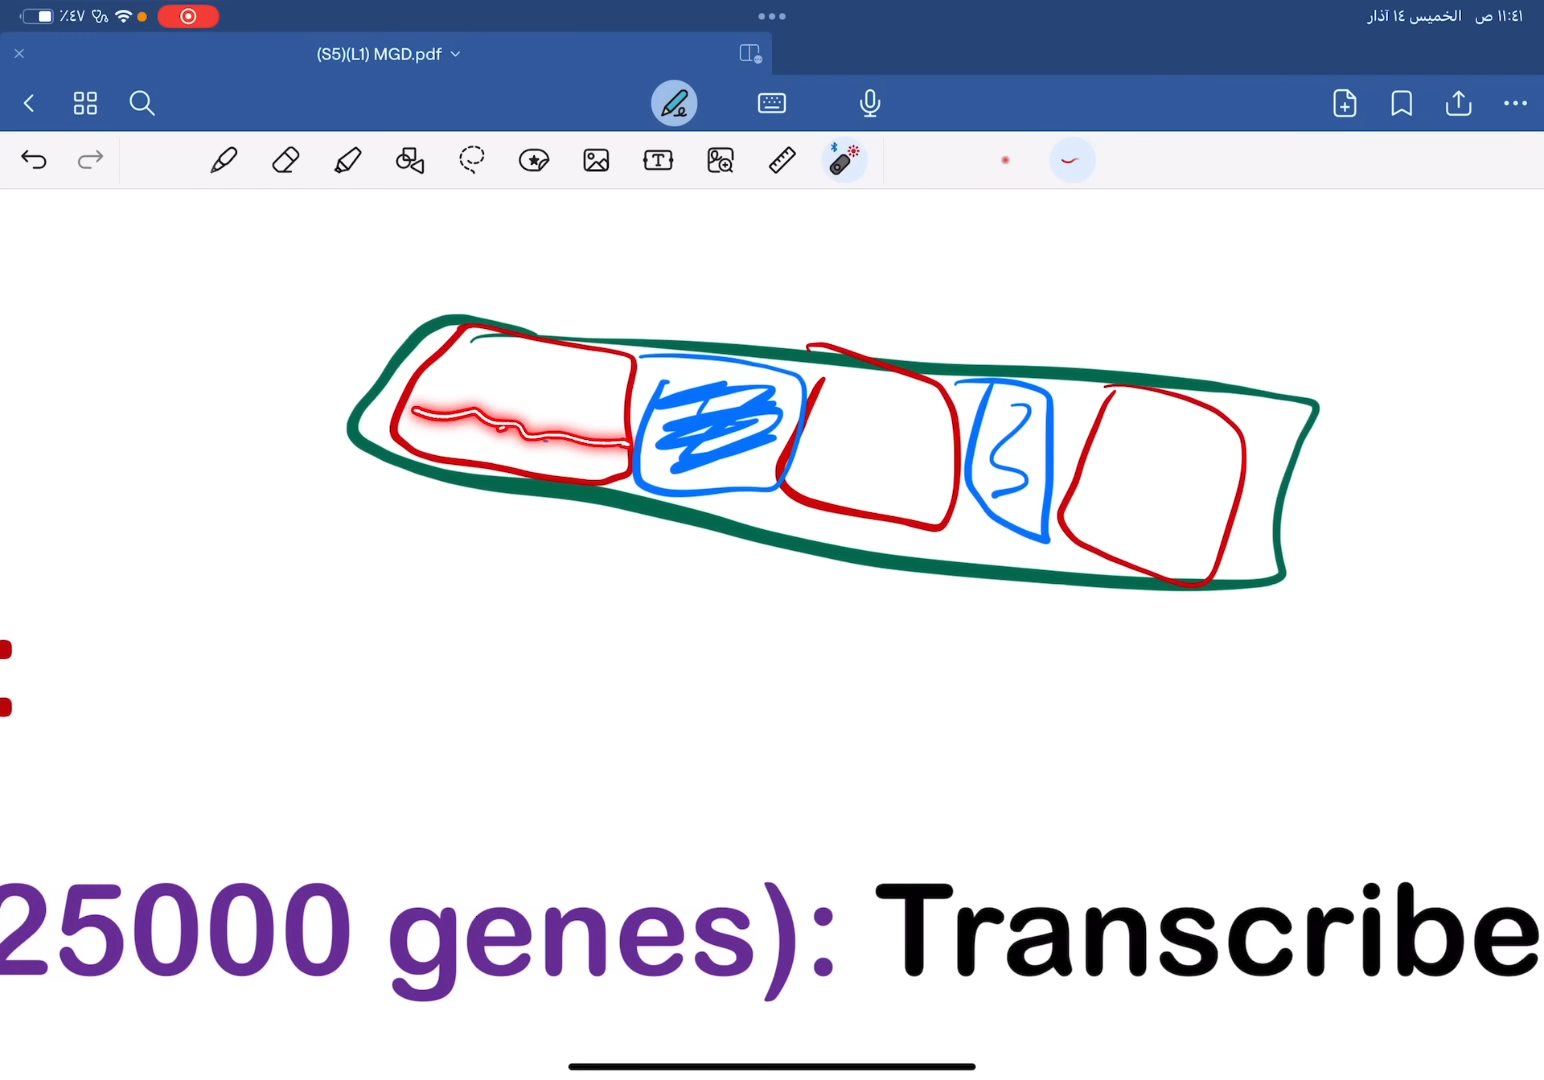 ٪٤٧
الخميس ١٤ آذار ١١:٤١ ص
(S5)(L1) MGD.pdf
T
25000 genes): Transcribe